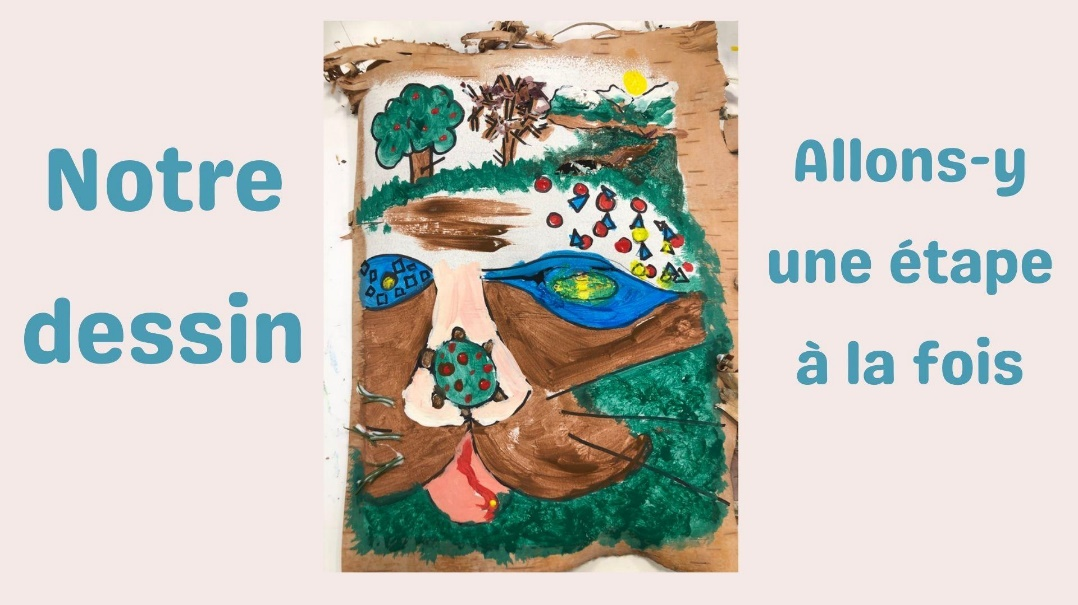 Notre
dessin
Allons-y
une étape
à la fois